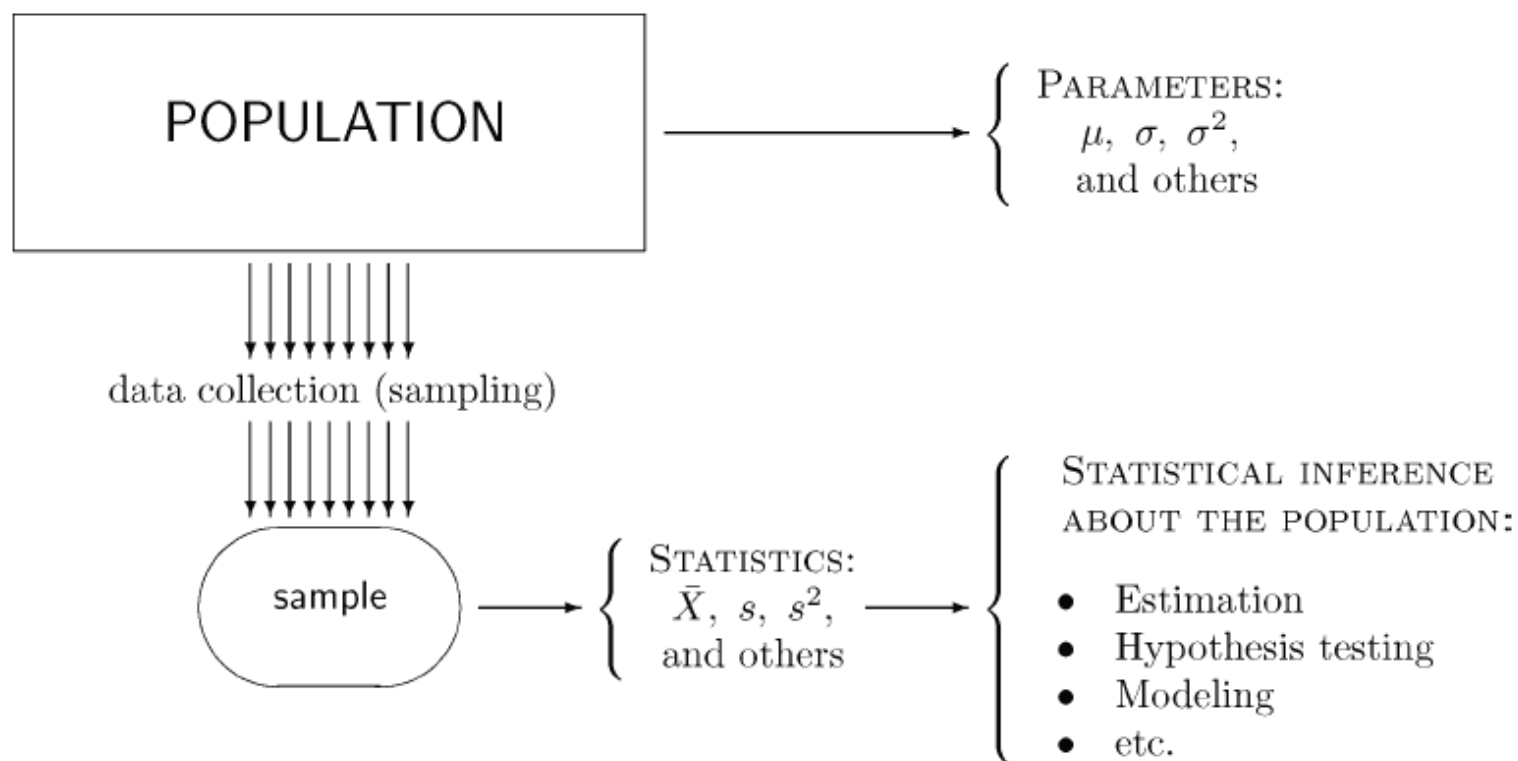 POPULATION
PARAMETERS:
μ, σ, σ²,
and others
data collection (sampling)
sample
STATISTICS:
X̄, s, s²,
and others
STATISTICAL INFERENCE
ABOUT THE POPULATION:
• Estimation
• Hypothesis testing
• Modeling
• etc.